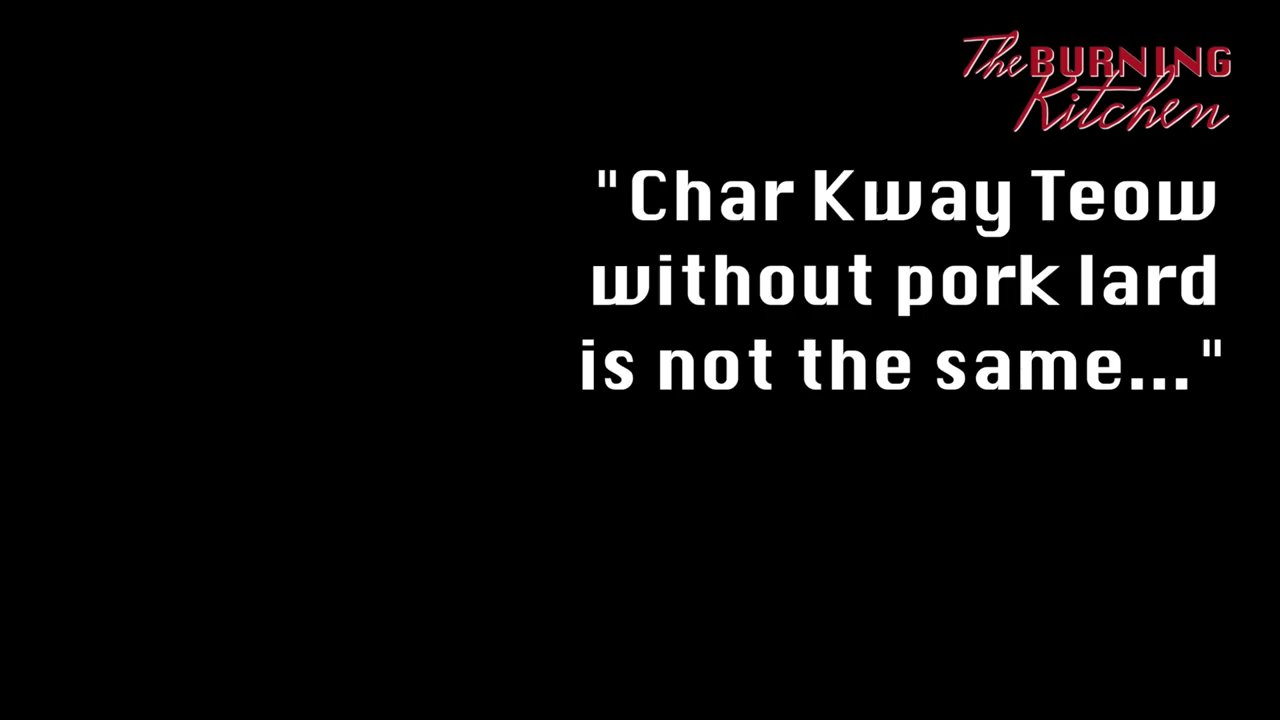 The BURNING
Kitchen
"Char Kway Teow
without pork lard
is not the same..."